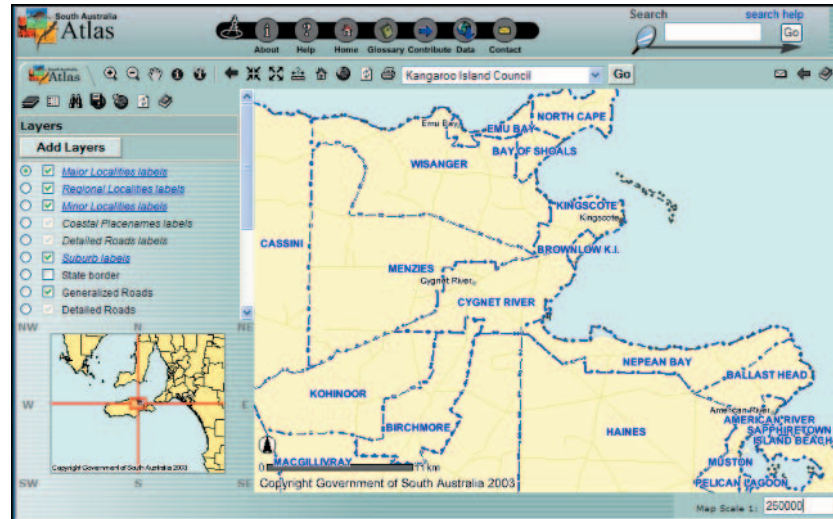 South Australia
Atlas
About Help Home Glossary Contribute Data Contact
Search search help
Go
Atlas
Kangaroo Island Council
Go
Layers
Add Layers
Major Localities labels
Regional Localities labels
Minor Localities labels
Coastal Placenames labels
Detailed Roads labels
Suburb labels
State border
Generalized Roads
Detailed Roads
NW N NE
W E
SW S SE
Copyright Government of South Australia 2003
NORTH CAPE
Emu Bay EMU BAY
BAY OF SHOALS
WISANGER
KINGSCOTE
Kingscote
CASSINI
BROWNLOW K.I.
MENZIES
Cygnet River
CYGNET RIVER
NEPEAN BAY
BALLAST HEAD
KOHINOOR
American River
AMERICAN RIVER
BIRCHMORE
HAINES
SAPPHIRETOWN
ISLAND BEACH
MACGILLIVRAY
MUSTON
PELICAN LAGOON
0 11 km
Copyright Government of South Australia 2003
Map Scale 1: 250000